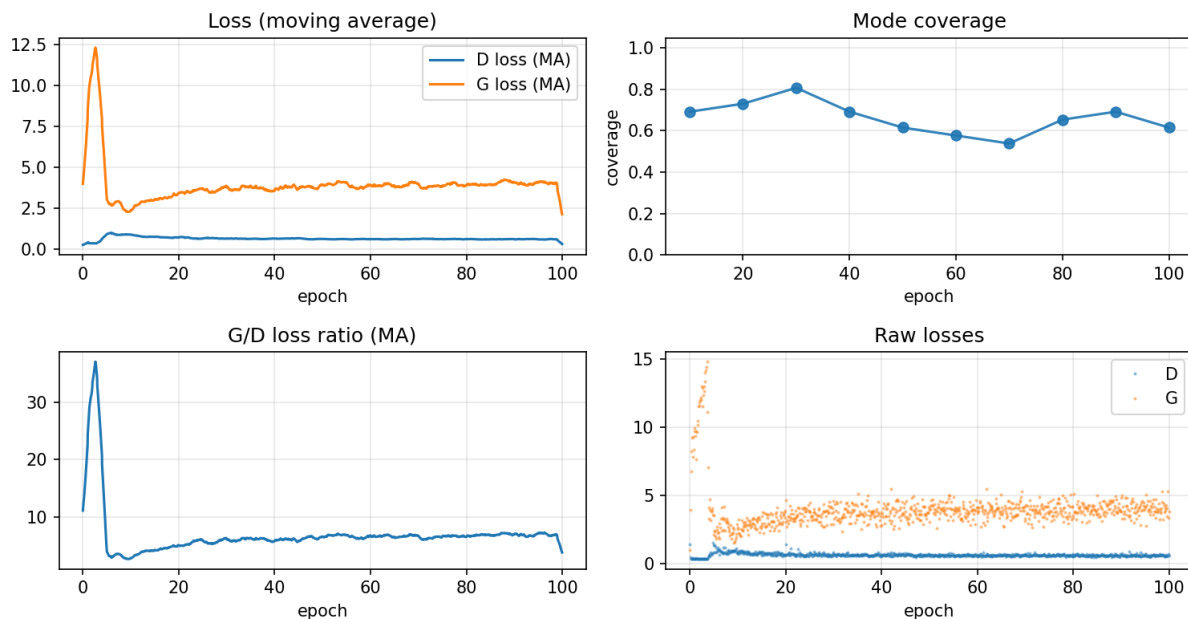 Loss (moving average)
12.5
10.0
7.5
5.0
2.5
0.0
D loss (MA)
G loss (MA)
0 20 40 60 80 100
epoch
Mode coverage
coverage
1.0
0.8
0.6
0.4
0.2
0.0
20 40 60 80 100
epoch
G/D loss ratio (MA)
30
20
10
0 20 40 60 80 100
epoch
Raw losses
15
10
5
0
D
G
0 20 40 60 80 100
epoch